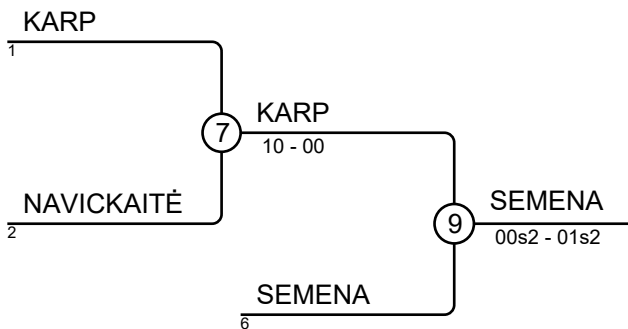 KARP
1
7
KARP
10 - 00
NAVICKAITĖ
2
9
SEMENA
00s2 - 01s2
SEMENA
6